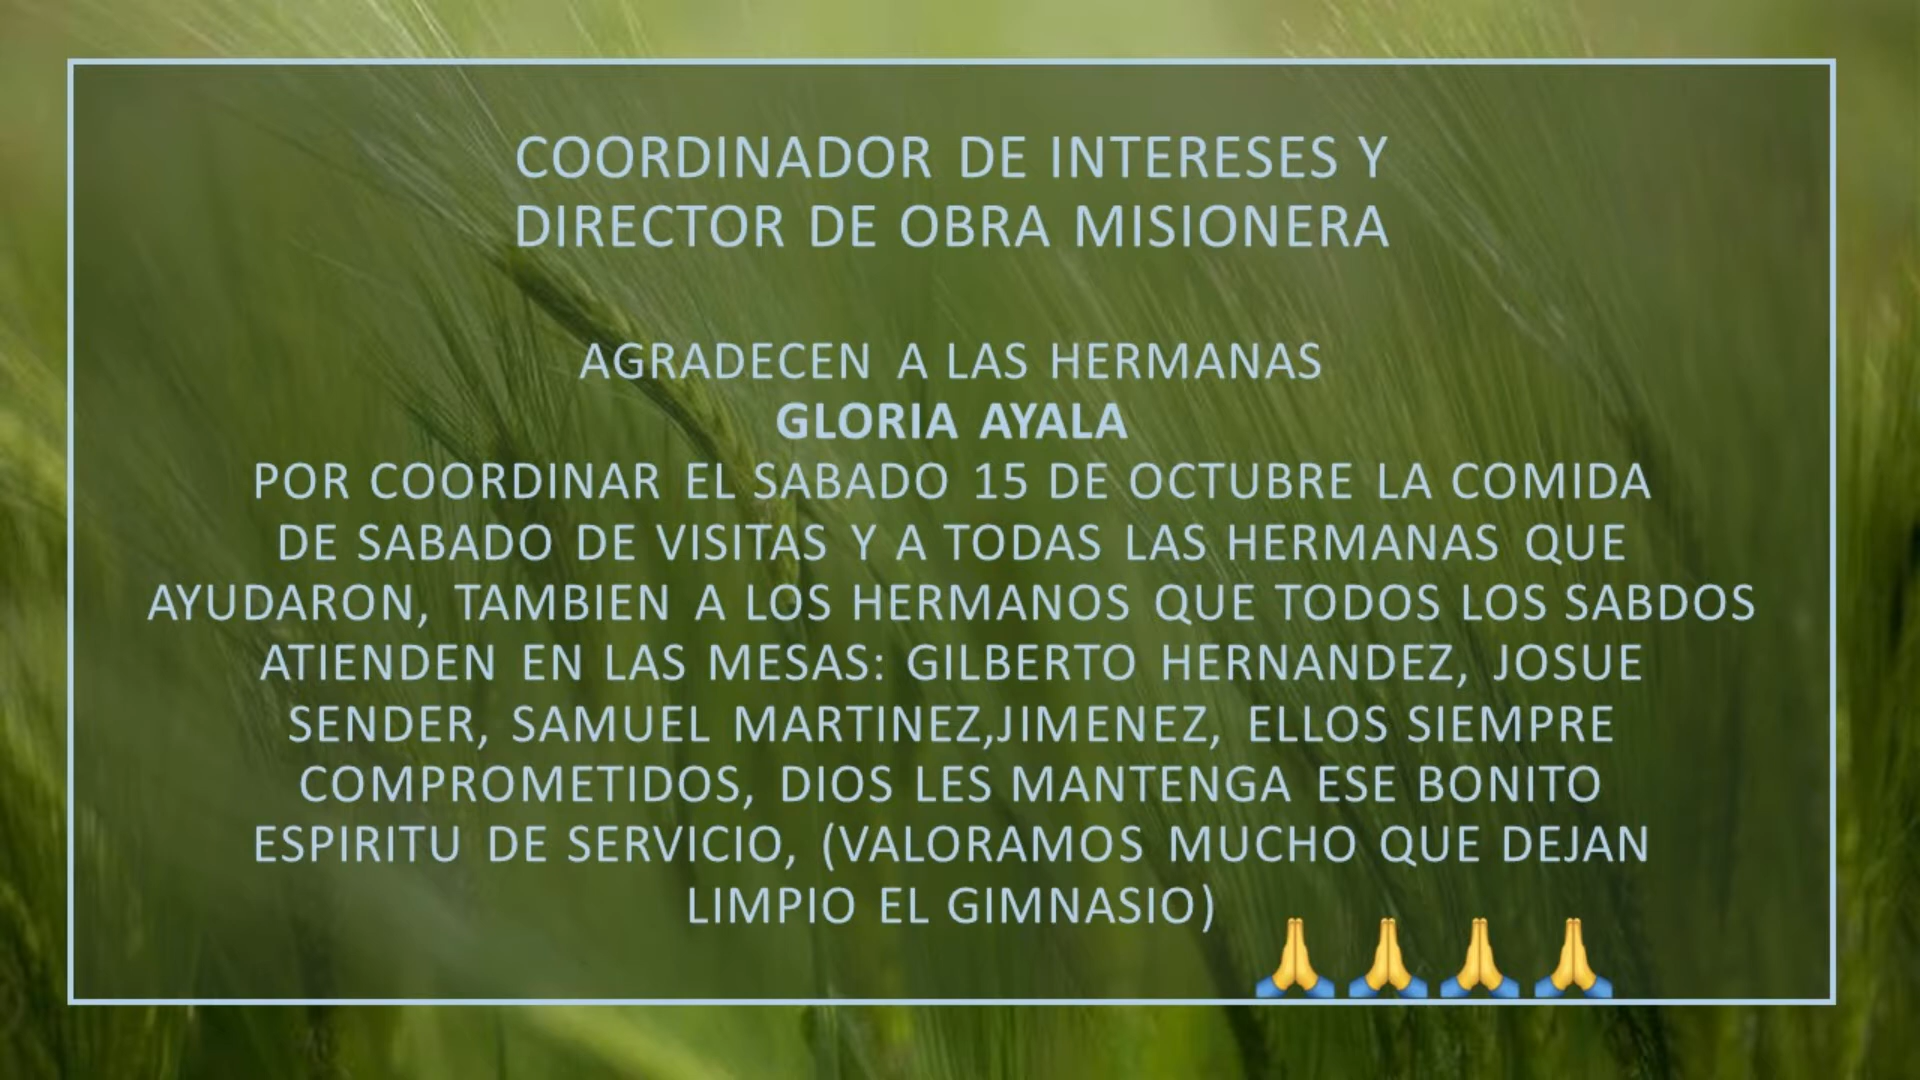 COORDINADOR DE INTERESES Y
DIRECTOR DE OBRA MISIONERA
AGRADECEN A LAS HERMANAS
GLORIA AYALA
POR COORDINAR EL SABADO 15 DE OCTUBRE LA COMIDA
DE SABADO DE VISITAS Y A TODAS LAS HERMANAS QUE
AYUDARON, TAMBIEN A LOS HERMANOS QUE TODOS LOS SABDOS
ATIENDEN EN LAS MESAS: GILBERTO HERNANDEZ, JOSUE
SENDER, SAMUEL MARTINEZ,JIMENEZ, ELLOS SIEMPRE
COMPROMETIDOS, DIOS LES MANTENGA ESE BONITO
ESPIRITU DE SERVICIO, (VALORAMOS MUCHO QUE DEJAN
LIMPIO EL GIMNASIO)